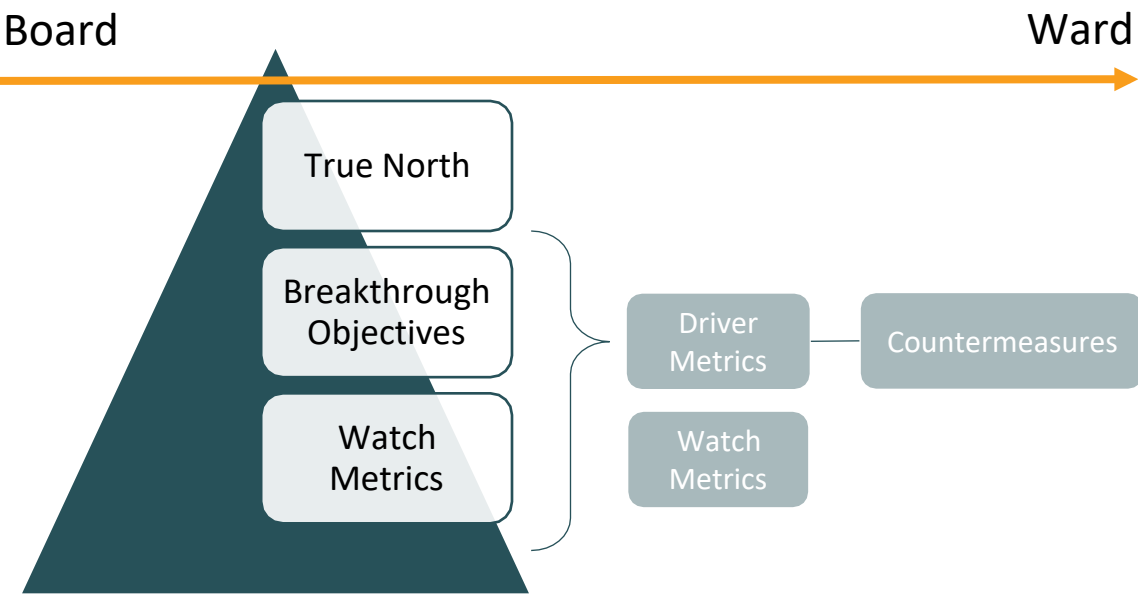 Board
Ward
True North
Breakthrough
Objectives
Watch
Metrics
Driver
Metrics
Countermeasures
Watch
Metrics